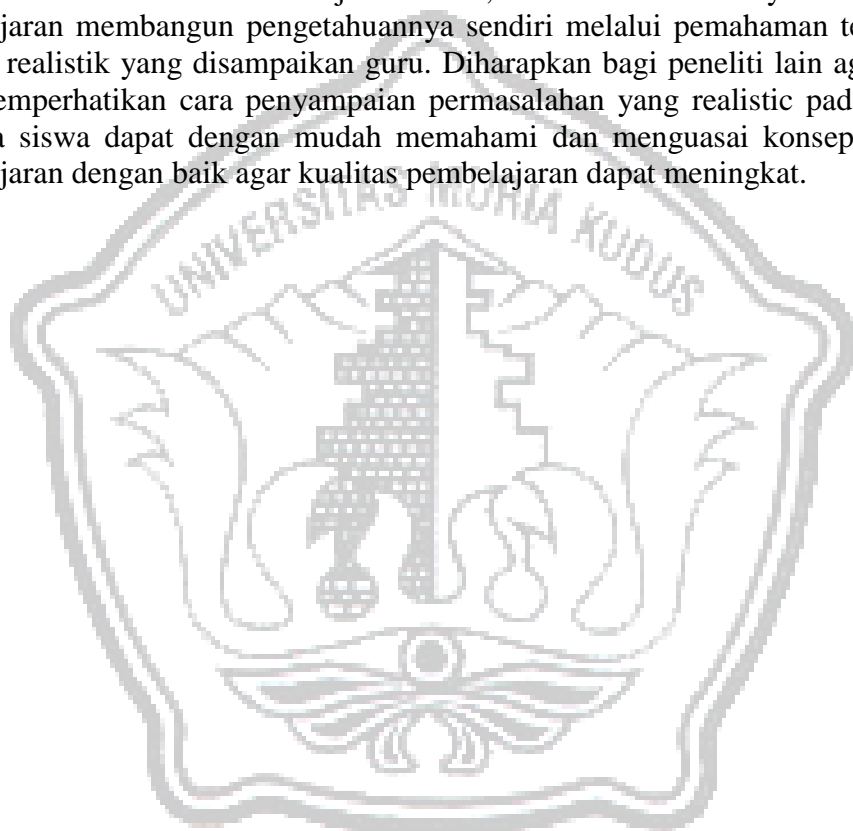 jaran membangun pengetahuannya sendiri melalui pemahaman te
realistik yang disampaikan guru. Diharapkan bagi peneliti lain ag
emperhatikan cara penyampaian permasalahan yang realistic pad
a siswa dapat dengan mudah memahami dan menguasai konsep
jaran dengan baik agar kualitas pembelajaran dapat meningkat.
UNIVERSITAS MURIA KUDUS